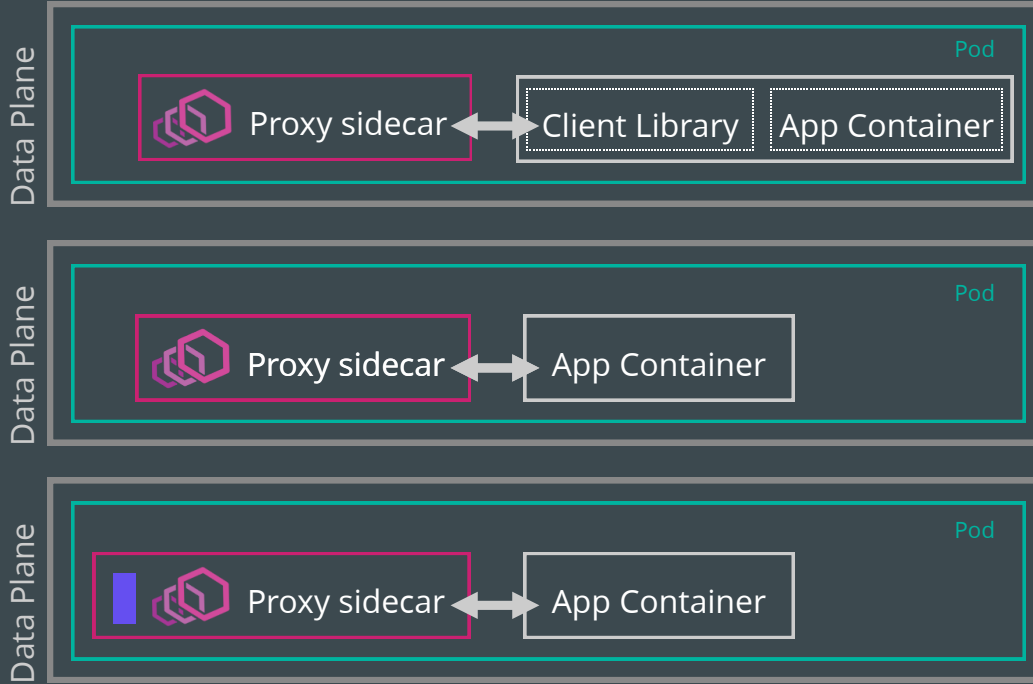 Data Plane
Pod
Proxy sidecar
Client Library
App Container
Data Plane
Pod
Proxy sidecar
App Container
Data Plane
Pod
Proxy sidecar
App Container